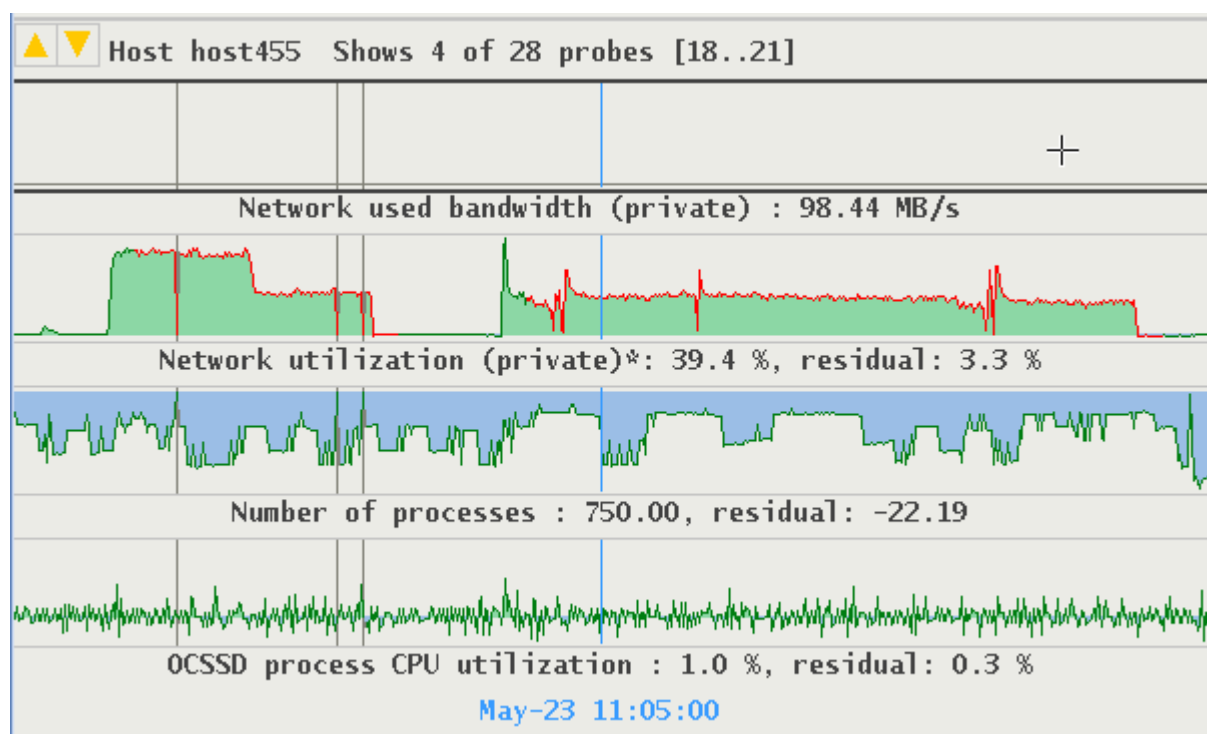 Host host455 Shows 4 of 28 probes [18..21]
Network used bandwidth (private) : 98.44 MB/s
Network utilization (private)*: 39.4 %, residual: 3.3 %
Number of processes : 750.00, residual: -22.19
OCSSD process CPU utilization : 1.0 %, residual: 0.3 %
May-23 11:05:00